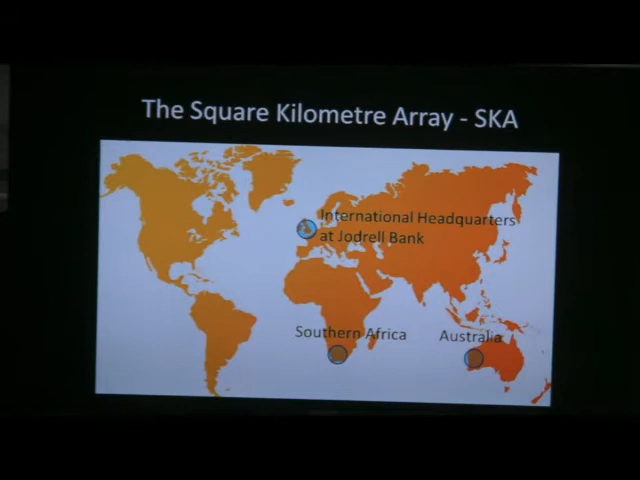 The Square Kilometre Array - SKA
International Headquarters
at Jodrell Bank
Southern Africa
Australia